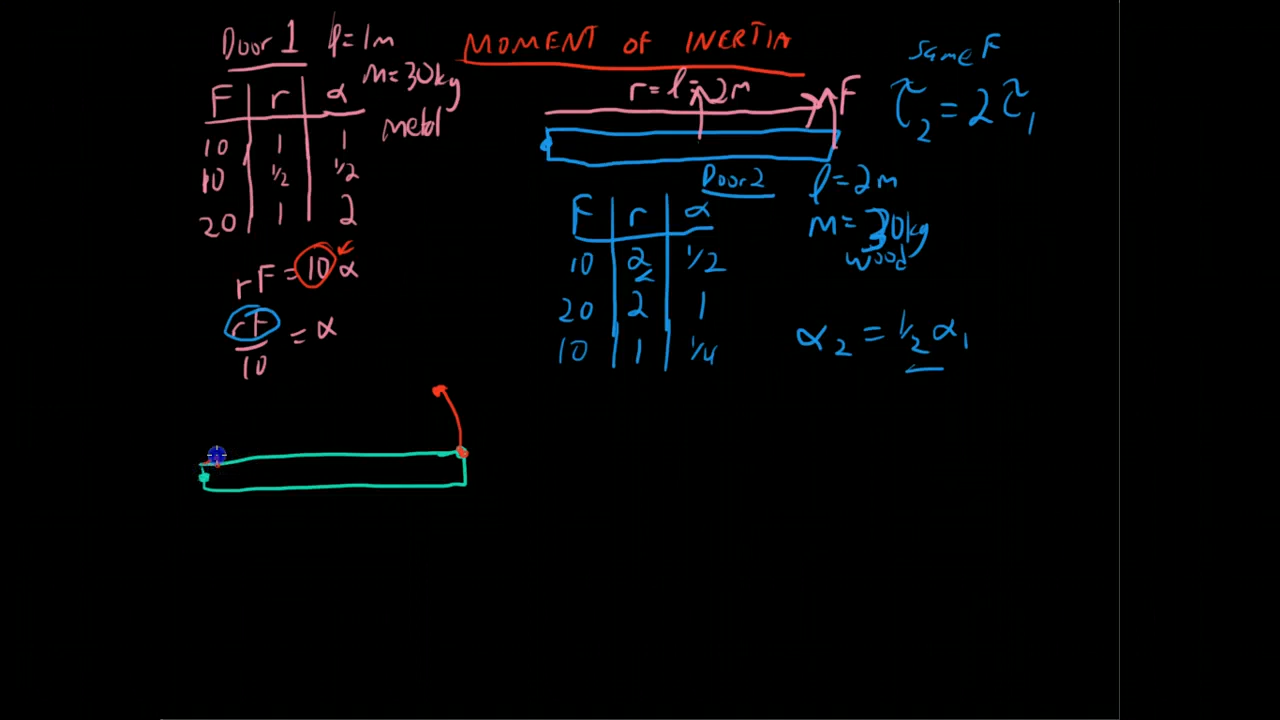 MOMENT OF INERTIA
Door 1 l=1m
m=30kg
metal
F r α
10 1 1
10 1/2 1/2
20 1 2
rF = 10 α
rF/10 = α
r = l = 2m
F
Same F
τ₂ = 2τ₁
Door 2
l = 2m
m = 30kg
wood
F r α
10 2 1/2
20 2 1
10 1 1/4
α₂ = 1/2 α₁